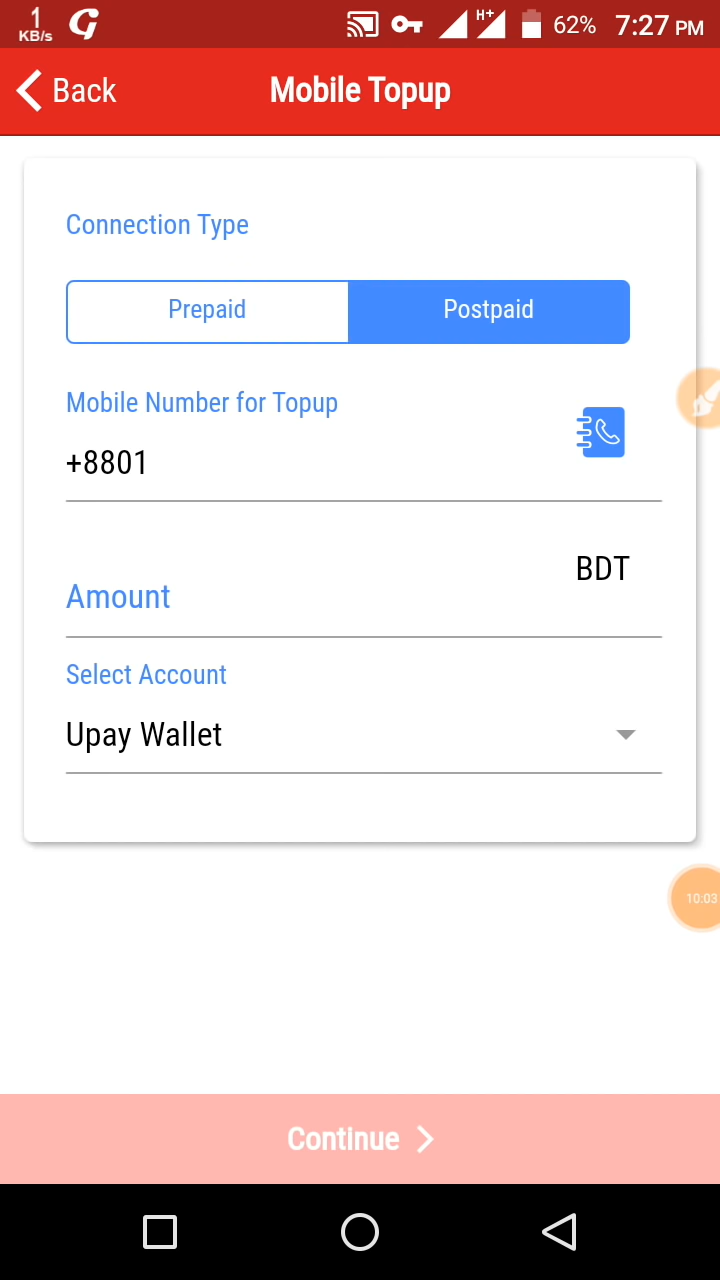 1
KB/s
H+
62%
7:27 PM
Back
Mobile Topup
Connection Type
Prepaid
Postpaid
Mobile Number for Topup
+8801
BDT
Amount
Select Account
Upay Wallet
10:03
Continue